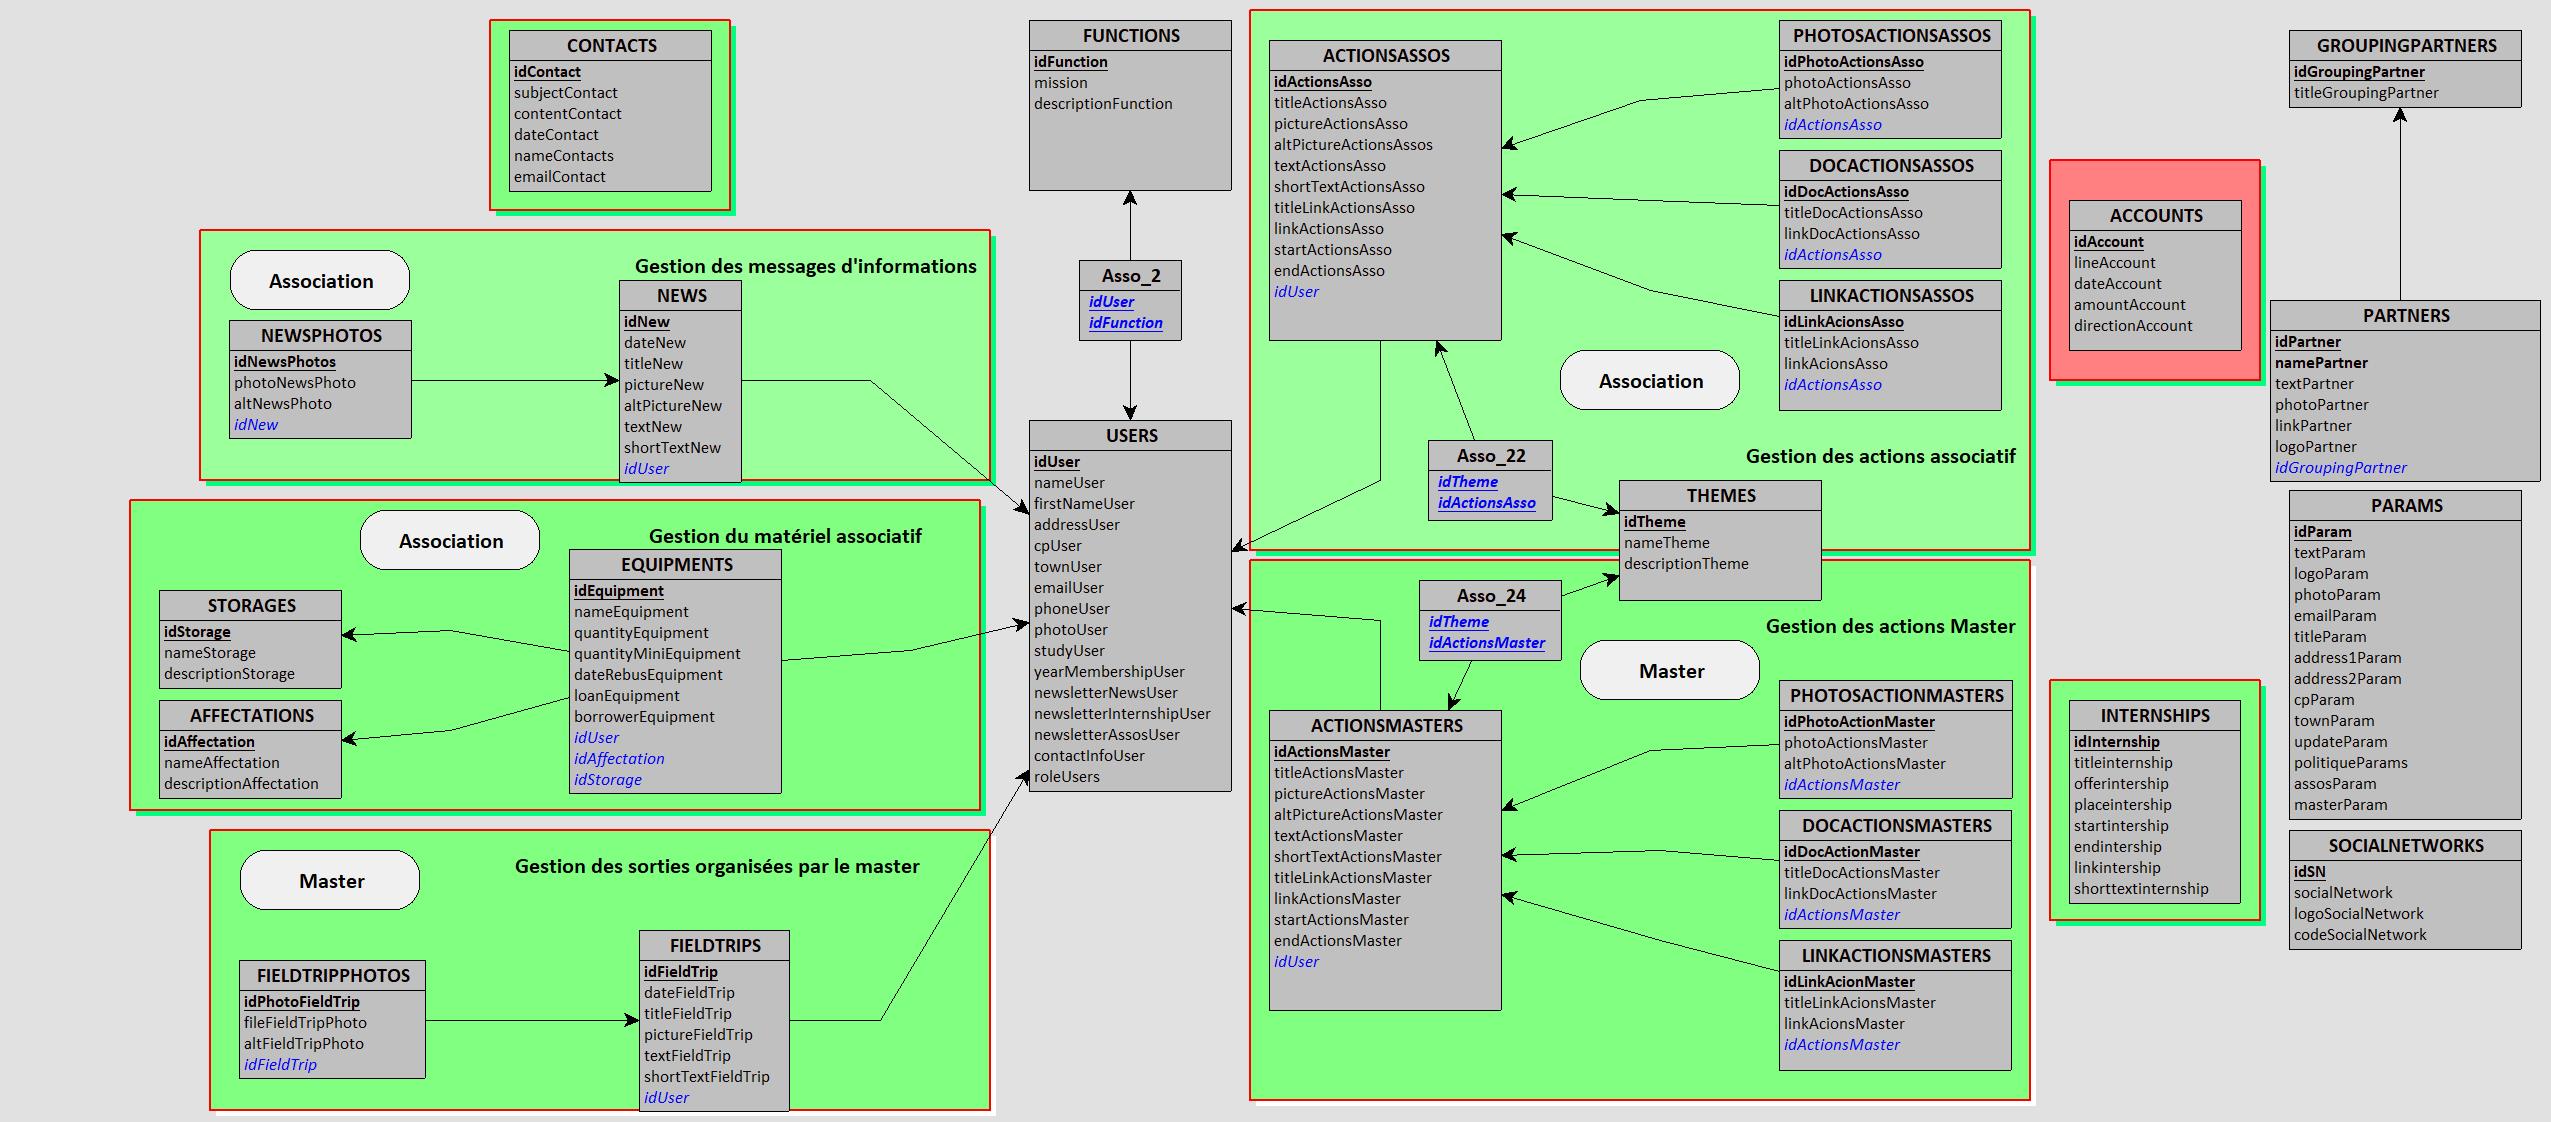 CONTACTS
idContact
subjectContact
contentContact
dateContact
nameContacts
emailContact
FUNCTIONS
idFunction
mission
descriptionFunction
Asso_2
idUser
idFunction
USERS
idUser
nameUser
firstNameUser
addressUser
cpUser
townUser
emailUser
phoneUser
photoUser
studyUser
yearMembershipUser
newsletterNewsUser
newsletterInternshipUser
newsletterAssosUser
contactInfoUser
roleUsers
Gestion des messages d'informations
Association
NEWSPHOTOS
idNewsPhotos
photoNewsPhoto
altNewsPhoto
idNew
NEWS
idNew
dateNew
titleNew
pictureNew
altPictureNew
textNew
shortTextNew
idUser
Gestion du matériel associatif
Association
STORAGES
idStorage
nameStorage
descriptionStorage
AFFECTATIONS
idAffectation
nameAffectation
descriptionAffectation
EQUIPMENTS
idEquipment
nameEquipment
quantityEquipment
quantityMiniEquipment
dateRebusEquipment
loanEquipment
borrowerEquipment
idUser
idAffectation
idStorage
Gestion des sorties organisées par le master
Master
FIELDTRIPPHOTOS
idPhotoFieldTrip
fileFieldTripPhoto
altFieldTripPhoto
idFieldTrip
FIELDTRIPS
idFieldTrip
dateFieldTrip
titleFieldTrip
pictureFieldTrip
textFieldTrip
shortTextFieldTrip
idUser
ACTIONSASSOS
idActionsAsso
titleActionsAsso
pictureActionsAsso
altPictureActionsAssos
textActionsAsso
shortTextActionsAsso
titleLinkActionsAsso
linkActionsAsso
startActionsAsso
endActionsAsso
idUser
PHOTOSACTIONSASSOS
idPhotoActionsAsso
photoActionsAsso
altPhotoActionsAsso
idActionsAsso
DOCACTIONSASSOS
idDocActionsAsso
titleDocActionsAsso
linkDocActionsAsso
idActionsAsso
LINKACTIONSASSOS
idLinkAcionsAsso
titleLinkAcionsAsso
linkAcionsAsso
idActionsAsso
Association
Gestion des actions associatif
Asso_22
idTheme
idActionsAsso
THEMES
idTheme
nameTheme
descriptionTheme
Asso_24
idTheme
idActionsMaster
Gestion des actions Master
Master
ACTIONSMASTERS
idActionsMaster
titleActionsMaster
pictureActionsMaster
altPictureActionsMaster
textActionsMaster
shortTextActionsMaster
titleLinkActionsMaster
linkActionsMaster
startActionsMaster
endActionsMaster
idUser
PHOTOSACTIONMASTERS
idPhotoActionMaster
photoActionsMaster
altPhotoActionsMaster
idActionsMaster
DOCACTIONSMASTERS
idDocActionMaster
titleDocActionsMaster
linkDocActionsMaster
idActionsMaster
LINKACTIONSMASTERS
idLinkAcionMaster
titleLinkAcionsMaster
linkAcionsMaster
idActionsMaster
ACCOUNTS
idAccount
lineAccount
dateAccount
amountAccount
directionAccount
INTERNSHIPS
idInternship
titleinternship
offerintership
placeintership
startintership
endintership
linkintership
shorttextinternship
GROUPINGPARTNERS
idGroupingPartner
titleGroupingPartner
PARTNERS
idPartner
namePartner
textPartner
photoPartner
linkPartner
logoPartner
idGroupingPartner
PARAMS
idParam
textParam
logoParam
photoParam
emailParam
titleParam
address1Param
address2Param
cpParam
townParam
updateParam
politiqueParams
assosParam
masterParam
SOCIALNETWORKS
idSN
socialNetwork
logoSocialNetwork
codeSocialNetwork